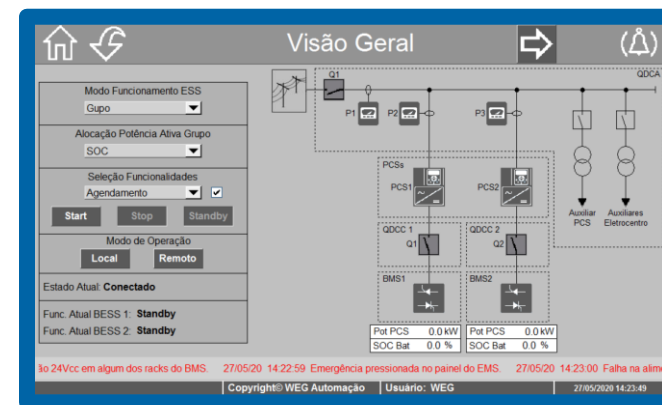 Visão Geral
Modo Funcionamento ESS
Gupo
Alocação Potência Ativa Grupo
SOC
Seleção Funcionalidades
Agendamento
Start Stop Standby
Modo de Operação
Local Remoto
Estado Atual: Conectado
Func. Atual BESS 1: Standby
Func. Atual BESS 2: Standby
Q1
QDCA
P1 P2 P3
PCSs
PCS1 PCS2
Auxiliar PCS
Auxiliares Eletrocentro
QDCC 1 QDCC 2
Q1 Q2
BMS1 BMS2
Pot PCS 0.0 kW Pot PCS 0.0 kW
SOC Bat 0.0 % SOC Bat 0.0 %
ão 24Vcc em algum dos racks do BMS. 27/05/20 14:22:59 Emergência pressionada no painel do EMS. 27/05/20 14:23:00 Falha na alime
Copyright© WEG Automação Usuário: WEG 27/05/2020 14:23:49